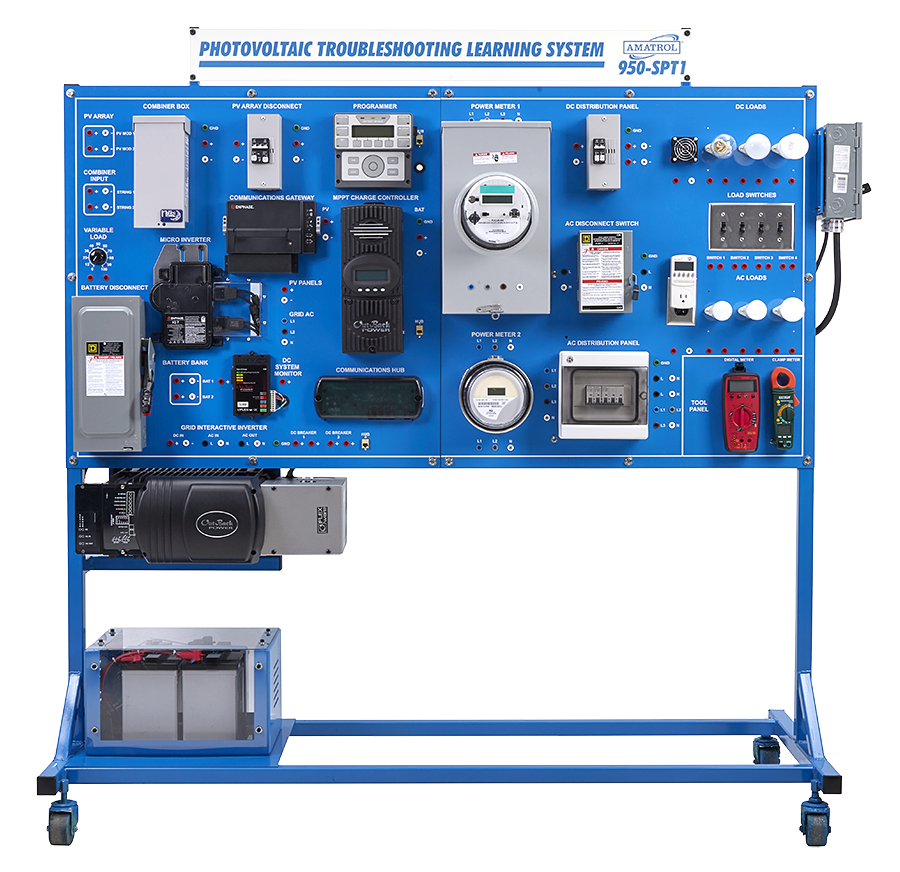 PHOTOVOLTAIC TROUBLESHOOTING LEARNING SYSTEM
AMATROL
950-SPT1
COMBINER BOX
PV ARRAY DISCONNECT
PROGRAMMER
POWER METER 1
DC DISTRIBUTION PANEL
DC LOADS
L1 L2 L3 N
PV ARRAY
PV MOD 1
PV MOD 2
GND
GND
HUB
GND
COMBINER INPUT
STRING 1
STRING 2
COMMUNICATIONS GATEWAY
MPPT CHARGE CONTROLLER
LOAD SWITCHES
ENPHASE
PV
BAT
GND
VARIABLE LOAD
MICRO INVERTER
AC DISCONNECT SWITCH
GND
SWITCH 1 SWITCH 2 SWITCH 3 SWITCH 4
AC LOADS
BATTERY DISCONNECT
PV PANELS
GRID AC
L1
L2
OutBack
POWER
HUB
POWER METER 2
L1 L2 N
AC DISTRIBUTION PANEL
BATTERY BANK
BAT 1
BAT 2
DC SYSTEM MONITOR
COMMUNICATIONS HUB
L1
L2
L3
N
GND
TOOL PANEL
DIGITAL METER
CLAMP METER
GRID INTERACTIVE INVERTER
DC IN
AC IN
AC OUT
GND
DC BREAKER
DC BREAKER
HUB
L1 L2 N
OutBack
POWER
FLEX